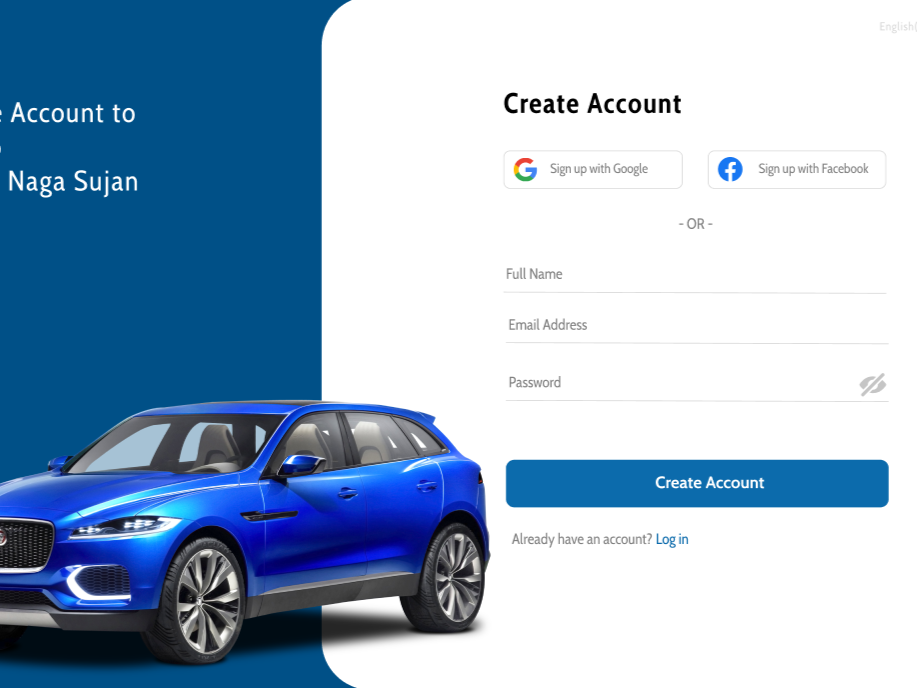 English(
Account to
Naga Sujan
Create Account
Sign up with Google
Sign up with Facebook
- OR -
Full Name
Email Address
Password
Create Account
Already have an account? Log in